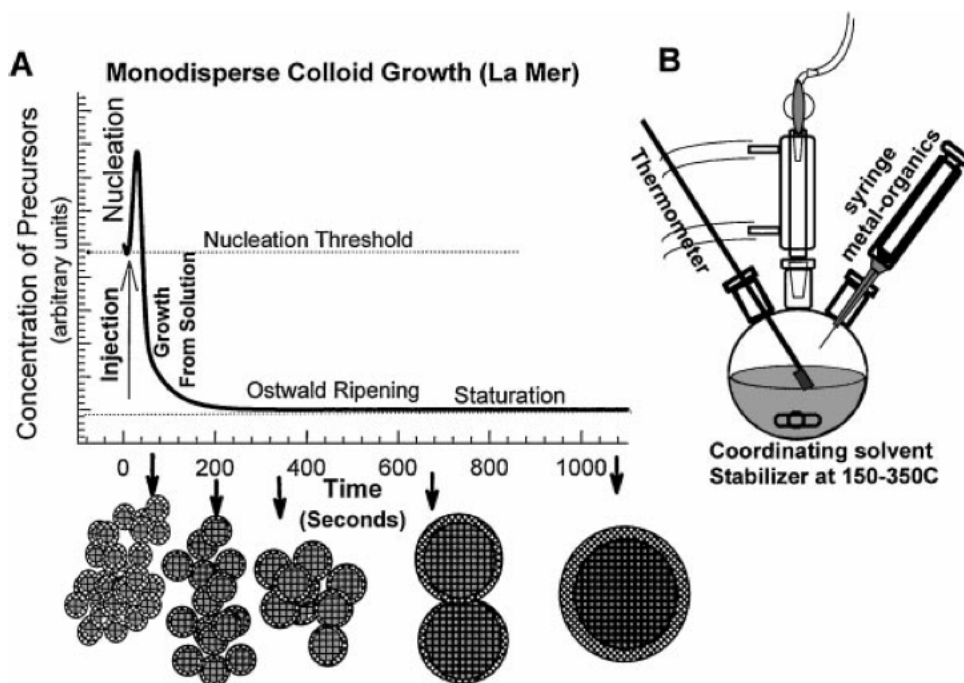 A
Monodisperse Colloid Growth (La Mer)
Concentration of Precursors
(arbitrary units)
Nucleation
Nucleation Threshold
Injection
Growth
From Solution
Ostwald Ripening
Staturation
0 200 400 600 800 1000
Time
(Seconds)
B
Thermometer
syringe
metal-organics
Coordinating solvent
Stabilizer at 150-350C